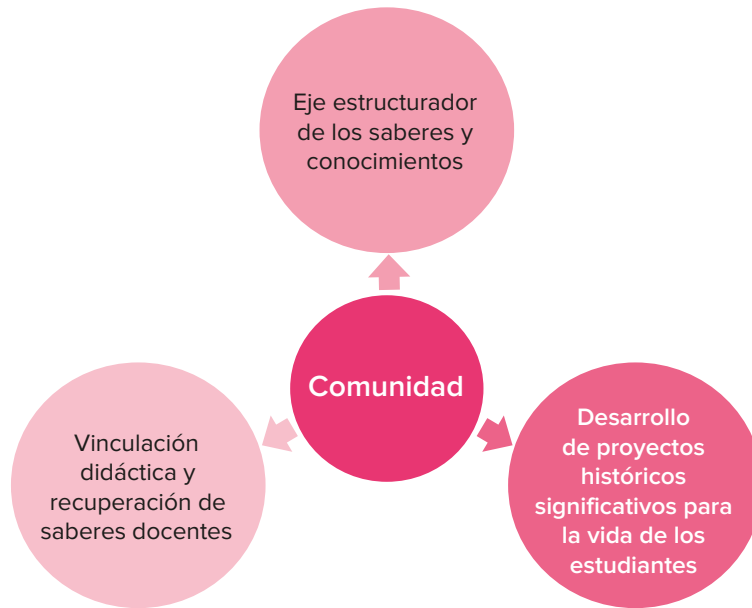 Eje estructurador
de los saberes y
conocimientos
Comunidad
Vinculación
didáctica y
recuperación de
saberes docentes
Desarrollo
de proyectos
históricos
significativos para
la vida de los
estudiantes